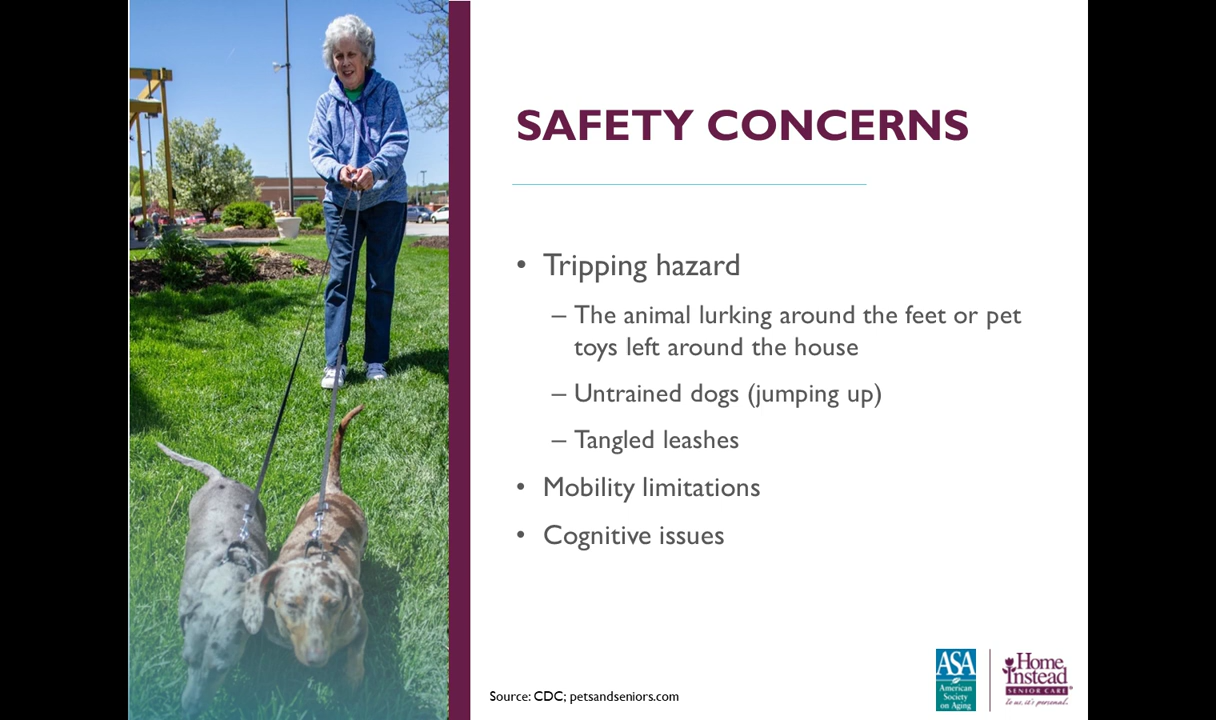 SAFETY CONCERNS
• Tripping hazard
– The animal lurking around the feet or pet
toys left around the house
– Untrained dogs (jumping up)
– Tangled leashes
• Mobility limitations
• Cognitive issues
Source: CDC; petsandseniors.com
ASA
American
Society
on Aging
Home
Instead
SENIOR CARE®
to us, it's personal.